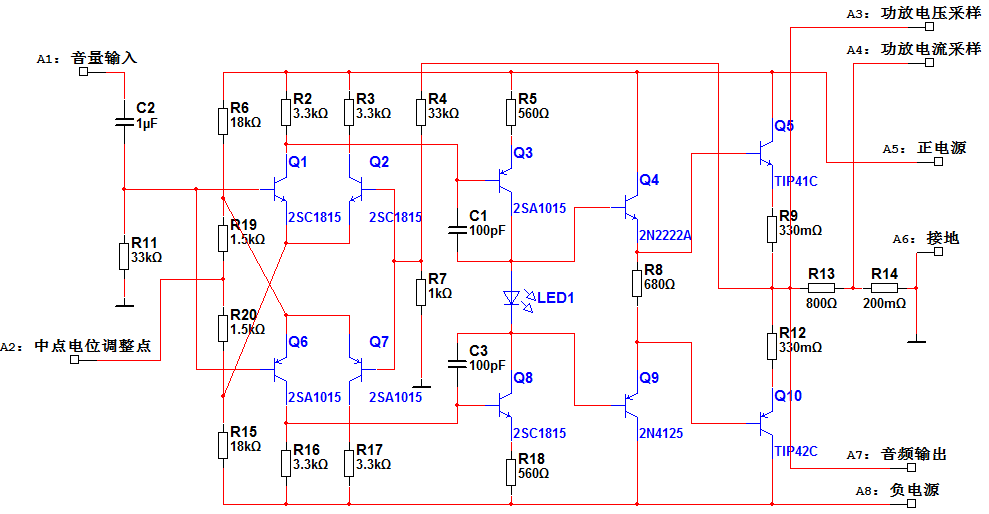 A3: 功放电压采样
A4: 功放电流采样
A1: 音量输入
C2
1µF
R6
18kΩ
R2
3.3kΩ
R3
3.3kΩ
R4
33kΩ
R5
560Ω
Q5
TIP41C
A5: 正电源
Q1
2SC1815
Q2
2SC1815
Q3
2SA1015
Q4
2N2222A
R11
33kΩ
R19
1.5kΩ
C1
100pF
R9
330mΩ
A6: 接地
R7
1kΩ
LED1
R8
680Ω
R13
800Ω
R14
200mΩ
A2: 中点电位调整点
R20
1.5kΩ
Q6
2SA1015
Q7
2SA1015
C3
100pF
R12
330mΩ
Q8
2SC1815
Q9
2N4125
Q10
TIP42C
R15
18kΩ
R16
3.3kΩ
R17
3.3kΩ
R18
560Ω
A7: 音频输出
A8: 负电源